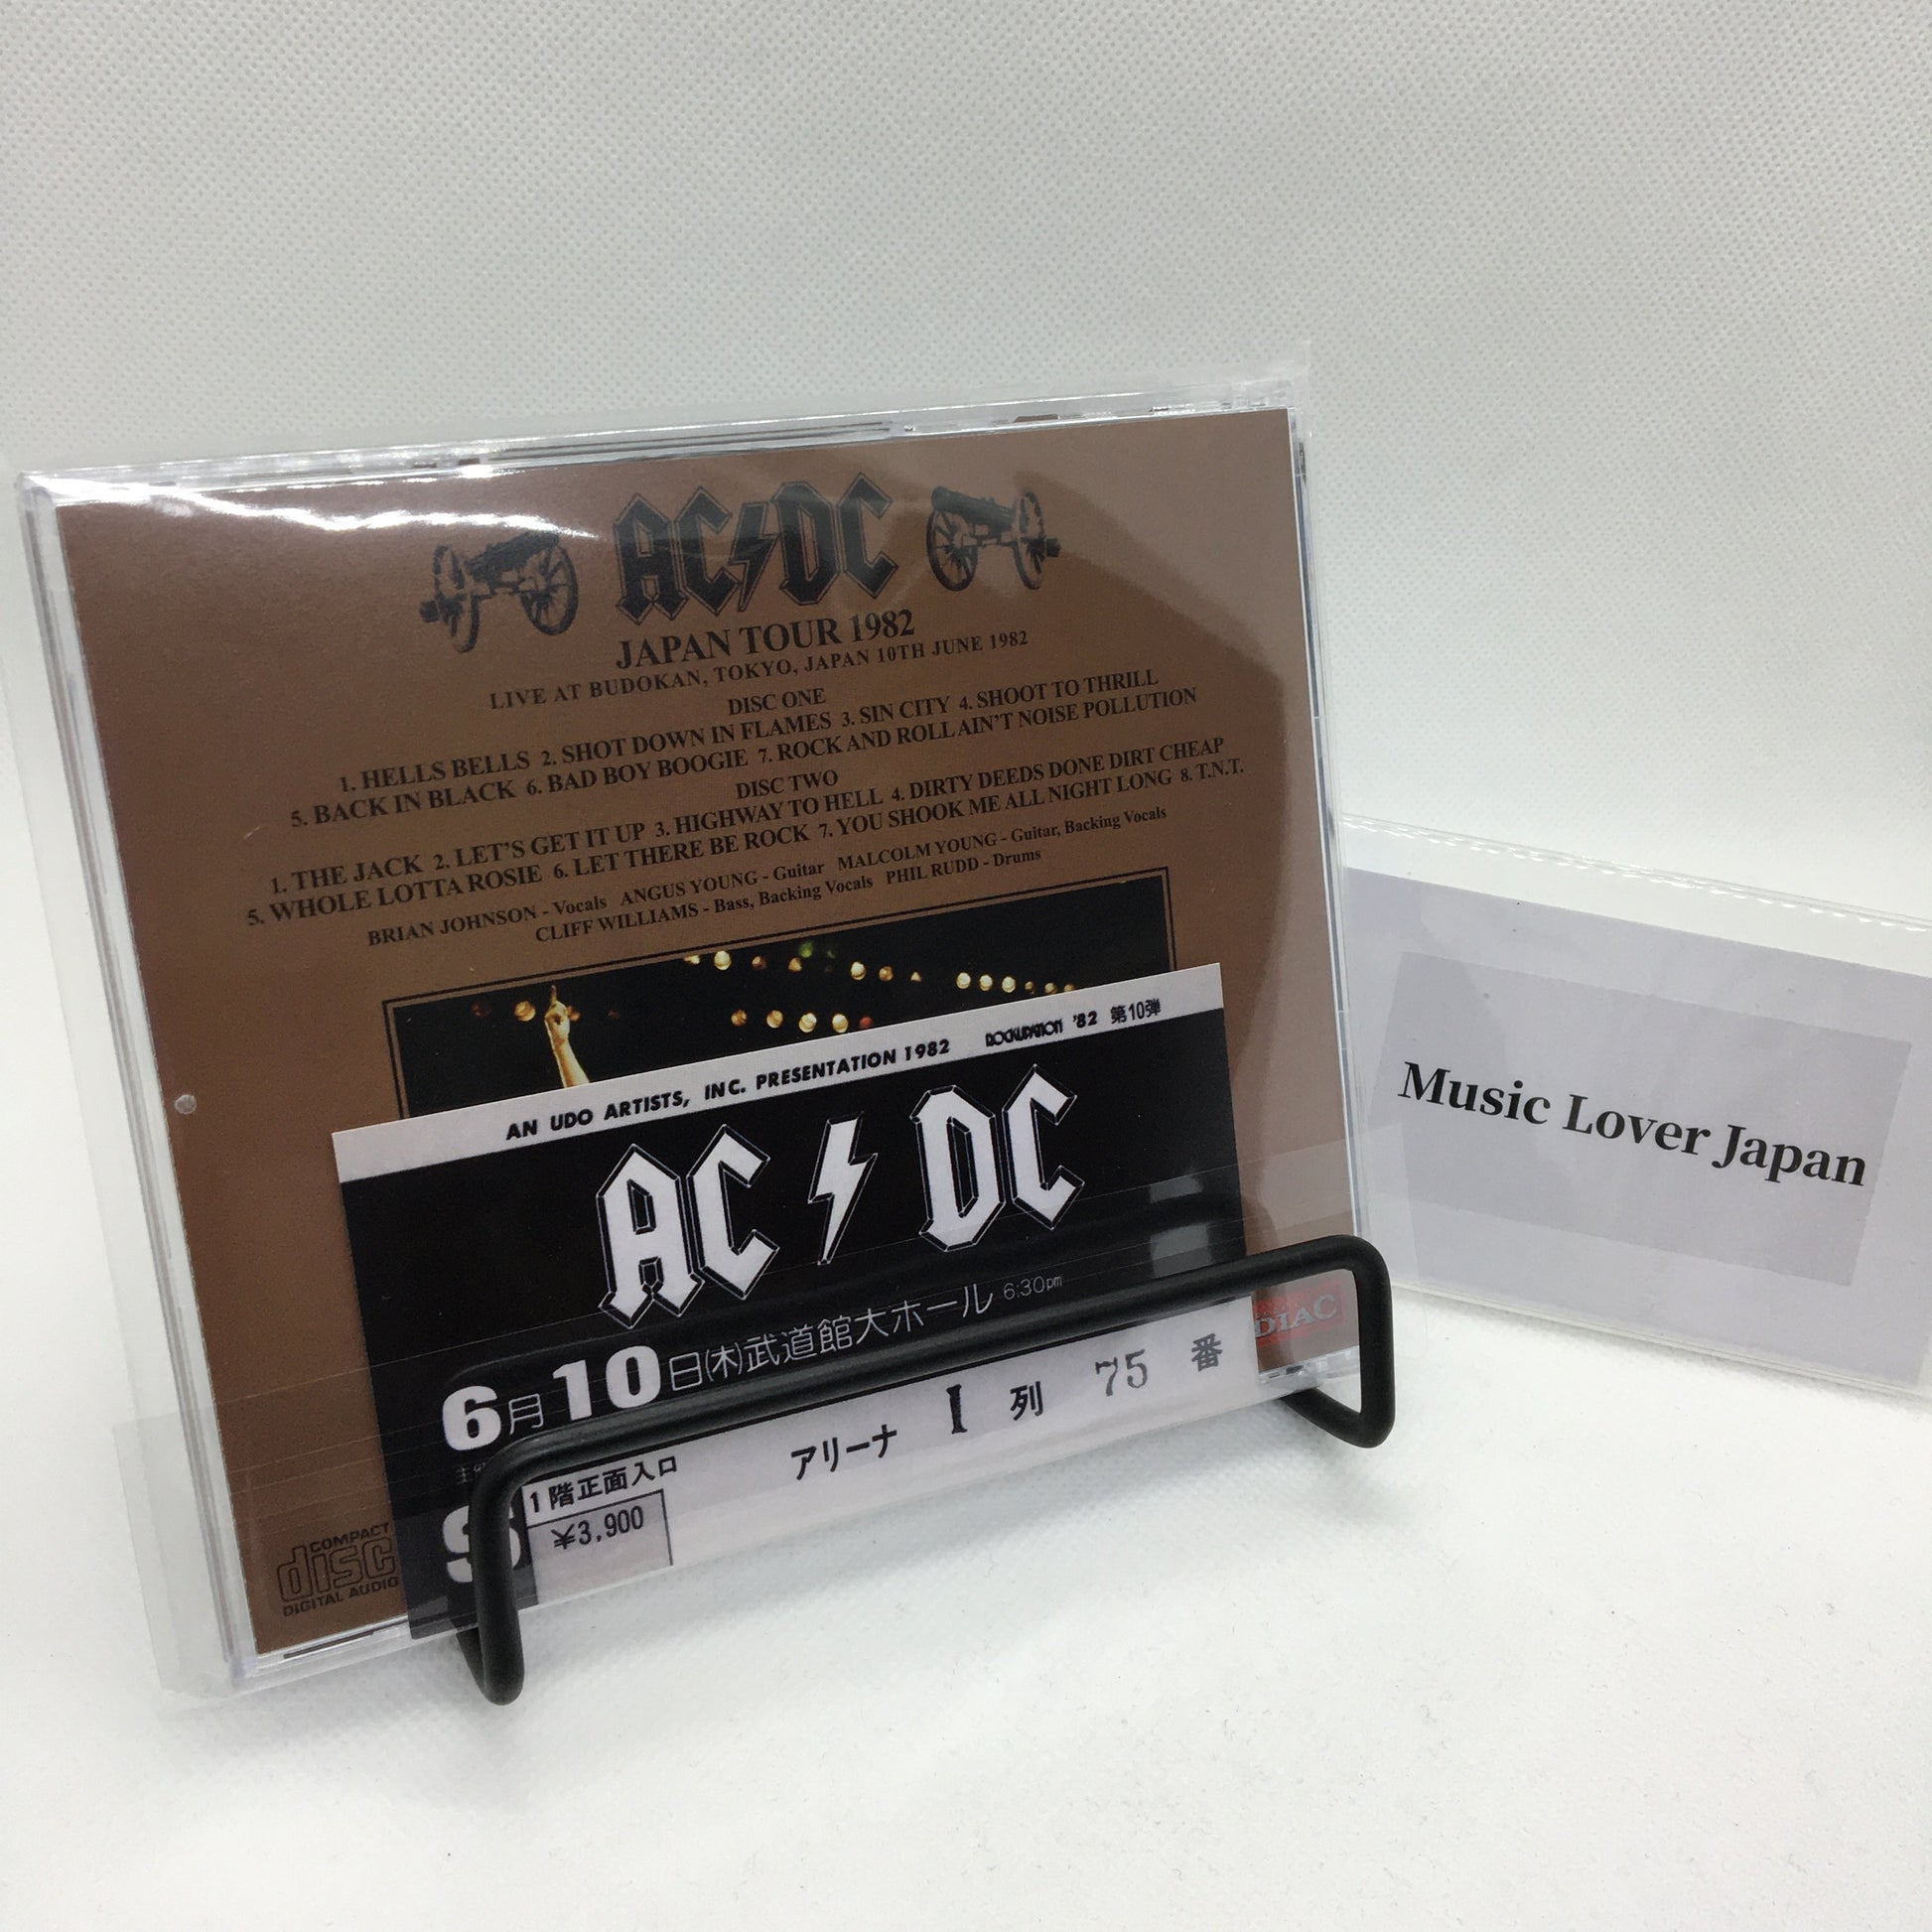 AC⚡DC
JAPAN TOUR 1982
LIVE AT BUDOKAN, TOKYO, JAPAN 10TH JUNE 1982
DISC ONE
1. HELLS BELLS 2. SHOT DOWN IN FLAMES 3. SIN CITY 4. SHOOT TO THRILL
5. BACK IN BLACK 6. BAD BOY BOOGIE 7. ROCK AND ROLL AIN'T NOISE POLLUTION
DISC TWO
1. THE JACK 2. LET'S GET IT UP 3. HIGHWAY TO HELL 4. DIRTY DEEDS DONE DIRT CHEAP
5. WHOLE LOTTA ROSIE 6. LET THERE BE ROCK 7. YOU SHOOK ME ALL NIGHT LONG 8. T.N.T.
BRIAN JOHNSON - Vocals ANGUS YOUNG - Guitar MALCOLM YOUNG - Guitar, Backing Vocals
CLIFF WILLIAMS - Bass, Backing Vocals PHIL RUDD - Drums
AN UDO ARTISTS, INC. PRESENTATION 1982 ROCKUPATION '82 第10弾
AC⚡DC
6月10日(木)武道館大ホール 6:30pm
アリーナ I 列 75 番
S
1階正面入口
¥3,900
COMPACT
disc
DIGITAL AUDIO
Music Lover Japan